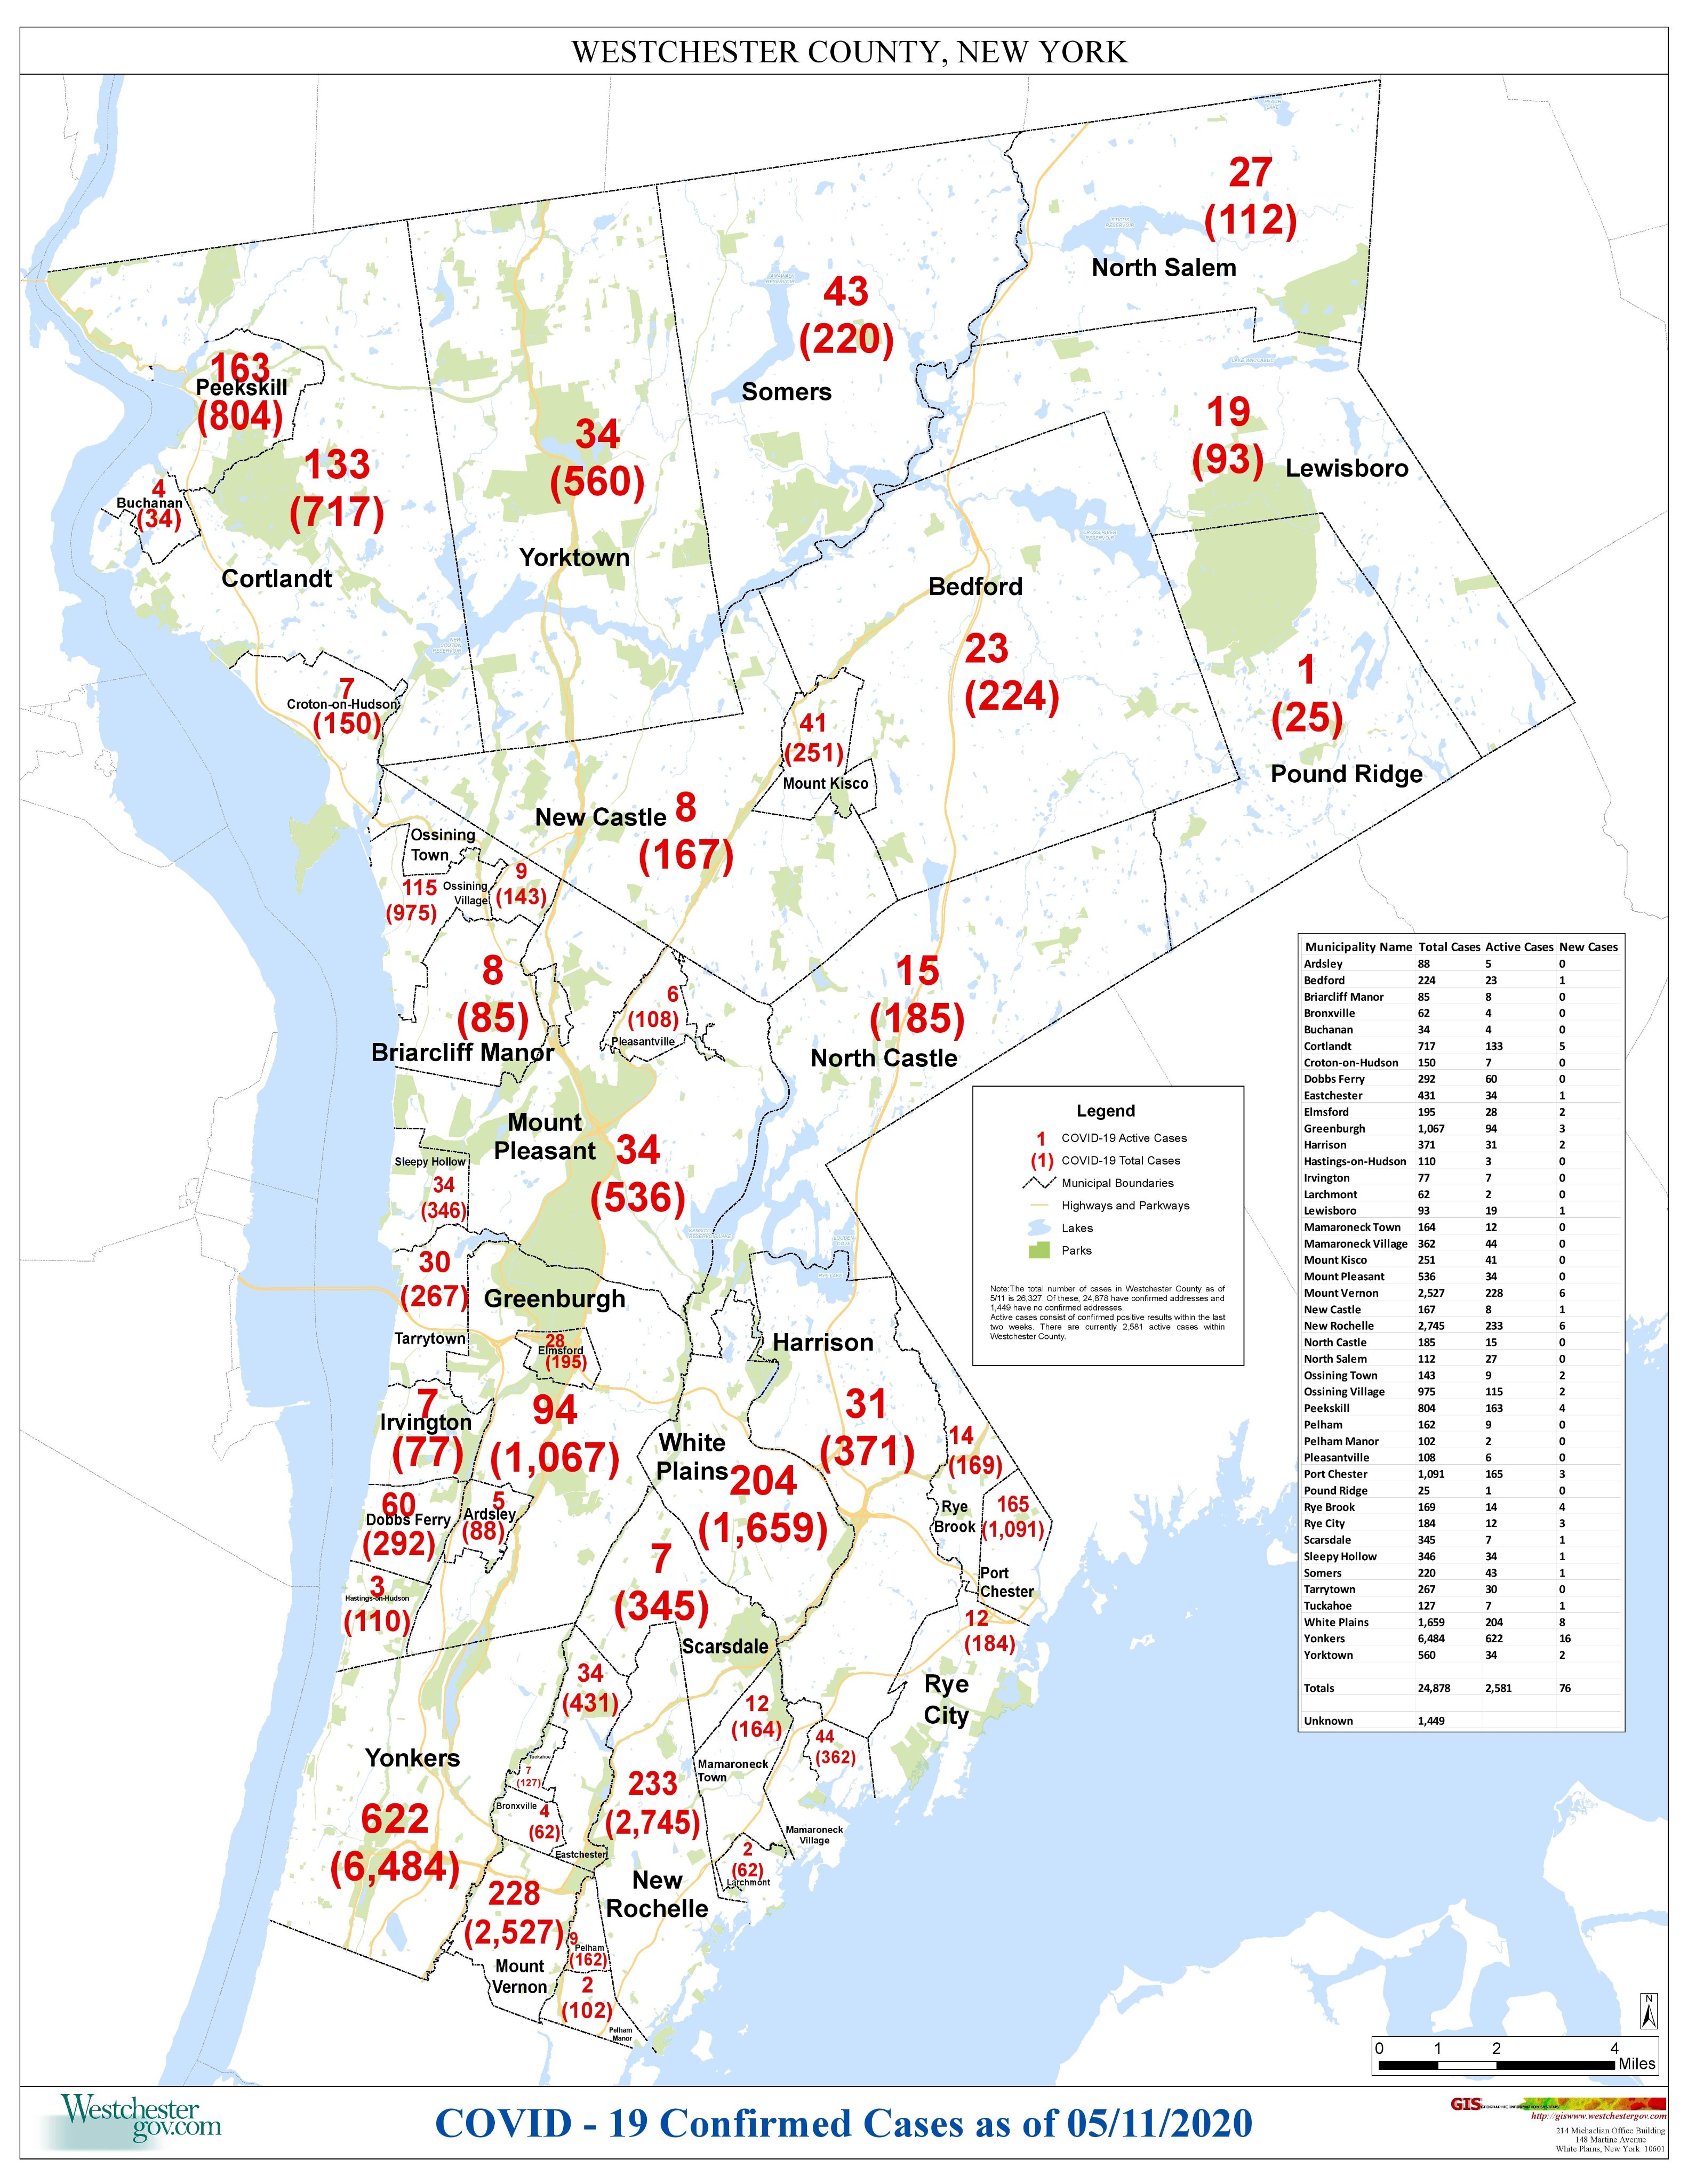 WESTCHESTER COUNTY, NEW YORK
27
(112)
North Salem
43
(220)
Somers
163
Peekskill
(804)
19
(93)
Lewisboro
34
(560)
Yorktown
133
(717)
4
Buchanan
(34)
Cortlandt
Bedford
23
(224)
1
(25)
Pound Ridge
7
Croton-on-Hudson
(150)
41
(251)
Mount Kisco
New Castle
8
(167)
Ossining
Town
115
(975)
Ossining
Village
9
(143)
8
(85)
Briarcliff Manor
6
(108)
Pleasantville
15
(185)
North Castle
Mount
Pleasant
34
(536)
Sleepy Hollow
34
(346)
30
(267)
Tarrytown
Greenburgh
28
Elmsford
(195)
94
(1,067)
Harrison
31
(371)
7
Irvington
(77)
White
Plains
204
(1,659)
14
(169)
Rye
Brook
165
(1,091)
Port
Chester
60
Dobbs Ferry
(292)
5
Ardsley
(88)
3
Hastings-on-Hudson
(110)
7
(345)
Scarsdale
12
(184)
Rye
City
34
(431)
12
(164)
Mamaroneck
Town
44
(362)
Mamaroneck
Village
Yonkers
622
(6,484)
Tuckahoe
7
(127)
Bronxville
4
(62)
Eastchester
233
(2,745)
New
Rochelle
2
(62)
Larchmont
228
(2,527)
Mount
Vernon
9
Pelham
(162)
2
(102)
Pelham
Manor
Legend
1 COVID-19 Active Cases
(1) COVID-19 Total Cases
Municipal Boundaries
Highways and Parkways
Lakes
Parks
Note:The total number of cases in Westchester County as of
5/11 is 26,327. Of these, 24,878 have confirmed addresses and
1,449 have no confirmed addresses.
Active cases consist of confirmed positive results within the last
two weeks. There are currently 2,581 active cases within
Westchester County.
Municipality Name Total Cases Active Cases New Cases
Ardsley 88 5 0
Bedford 224 23 1
Briarcliff Manor 85 8 0
Bronxville 62 4 0
Buchanan 34 4 0
Cortlandt 717 133 5
Croton-on-Hudson 150 7 0
Dobbs Ferry 292 60 0
Eastchester 431 34 1
Elmsford 195 28 2
Greenburgh 1,067 94 3
Harrison 371 31 2
Hastings-on-Hudson 110 3 0
Irvington 77 7 0
Larchmont 62 2 0
Lewisboro 93 19 1
Mamaroneck Town 164 12 0
Mamaroneck Village 362 44 0
Mount Kisco 251 41 0
Mount Pleasant 536 34 0
Mount Vernon 2,527 228 6
New Castle 167 8 1
New Rochelle 2,745 233 6
North Castle 185 15 0
North Salem 112 27 0
Ossining Town 143 9 2
Ossining Village 975 115 2
Peekskill 804 163 4
Pelham 162 9 0
Pelham Manor 102 2 0
Pleasantville 108 6 0
Port Chester 1,091 165 3
Pound Ridge 25 1 0
Rye Brook 169 14 4
Rye City 184 12 3
Scarsdale 345 7 1
Sleepy Hollow 346 34 1
Somers 220 43 1
Tarrytown 267 30 0
Tuckahoe 127 7 1
White Plains 1,659 204 8
Yonkers 6,484 622 16
Yorktown 560 34 2
Totals 24,878 2,581 76
Unknown 1,449
N
0 1 2 4
Miles
Westchester
gov.com
COVID - 19 Confirmed Cases as of 05/11/2020
GIS GEOGRAPHIC INFORMATION SYSTEMS
http://giswww.westchestergov.com
214 Michaelian Office Building
148 Martine Avenue
White Plains, New York 10601